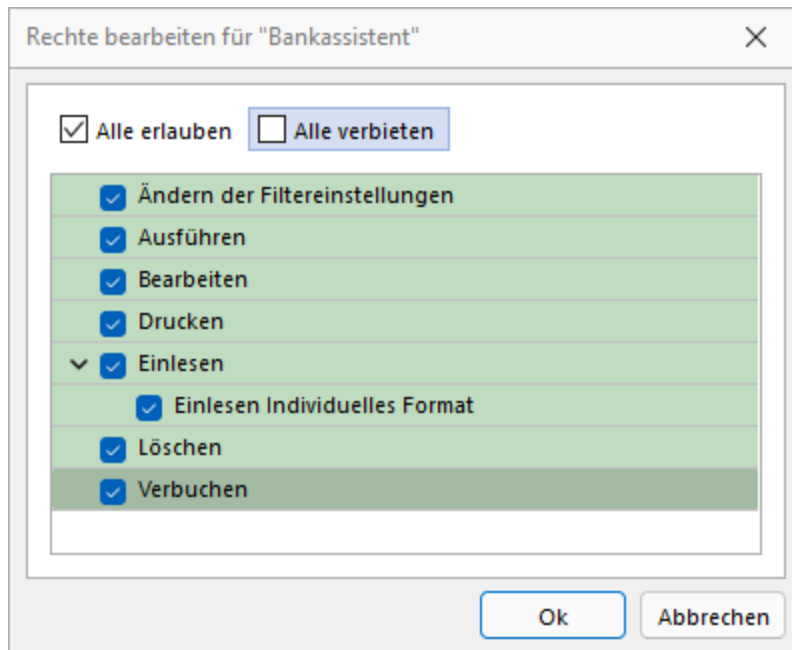 Rechte bearbeiten für "Bankassistent"
Alle erlauben Alle verbieten
Ändern der Filtereinstellungen
Ausführen
Bearbeiten
Drucken
Einlesen
Einlesen Individuelles Format
Löschen
Verbuchen
Ok Abbrechen